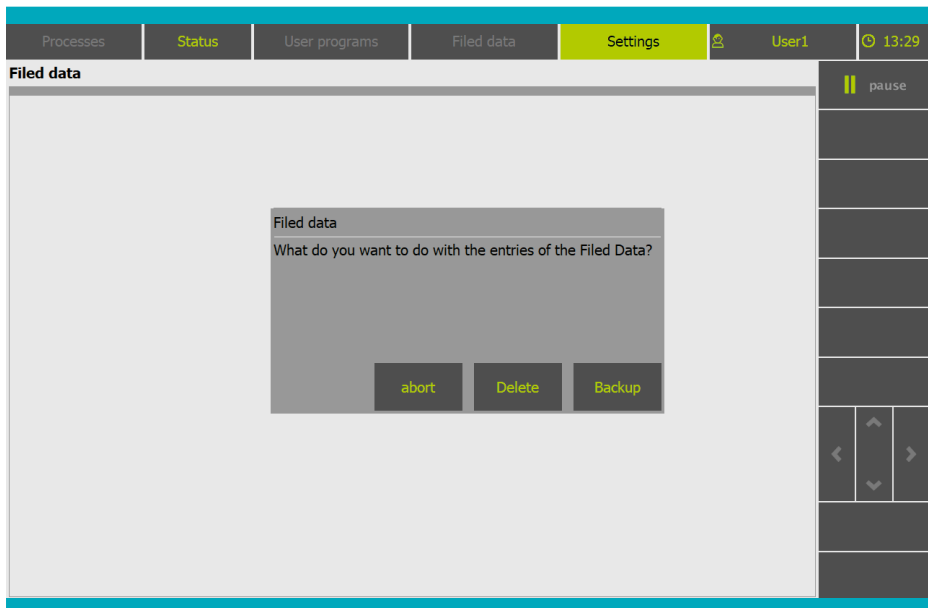 Processes
Status
User programs
Filed data
Settings
User1
13:29
Filed data
pause
Filed data
What do you want to do with the entries of the Filed Data?
abort
Delete
Backup